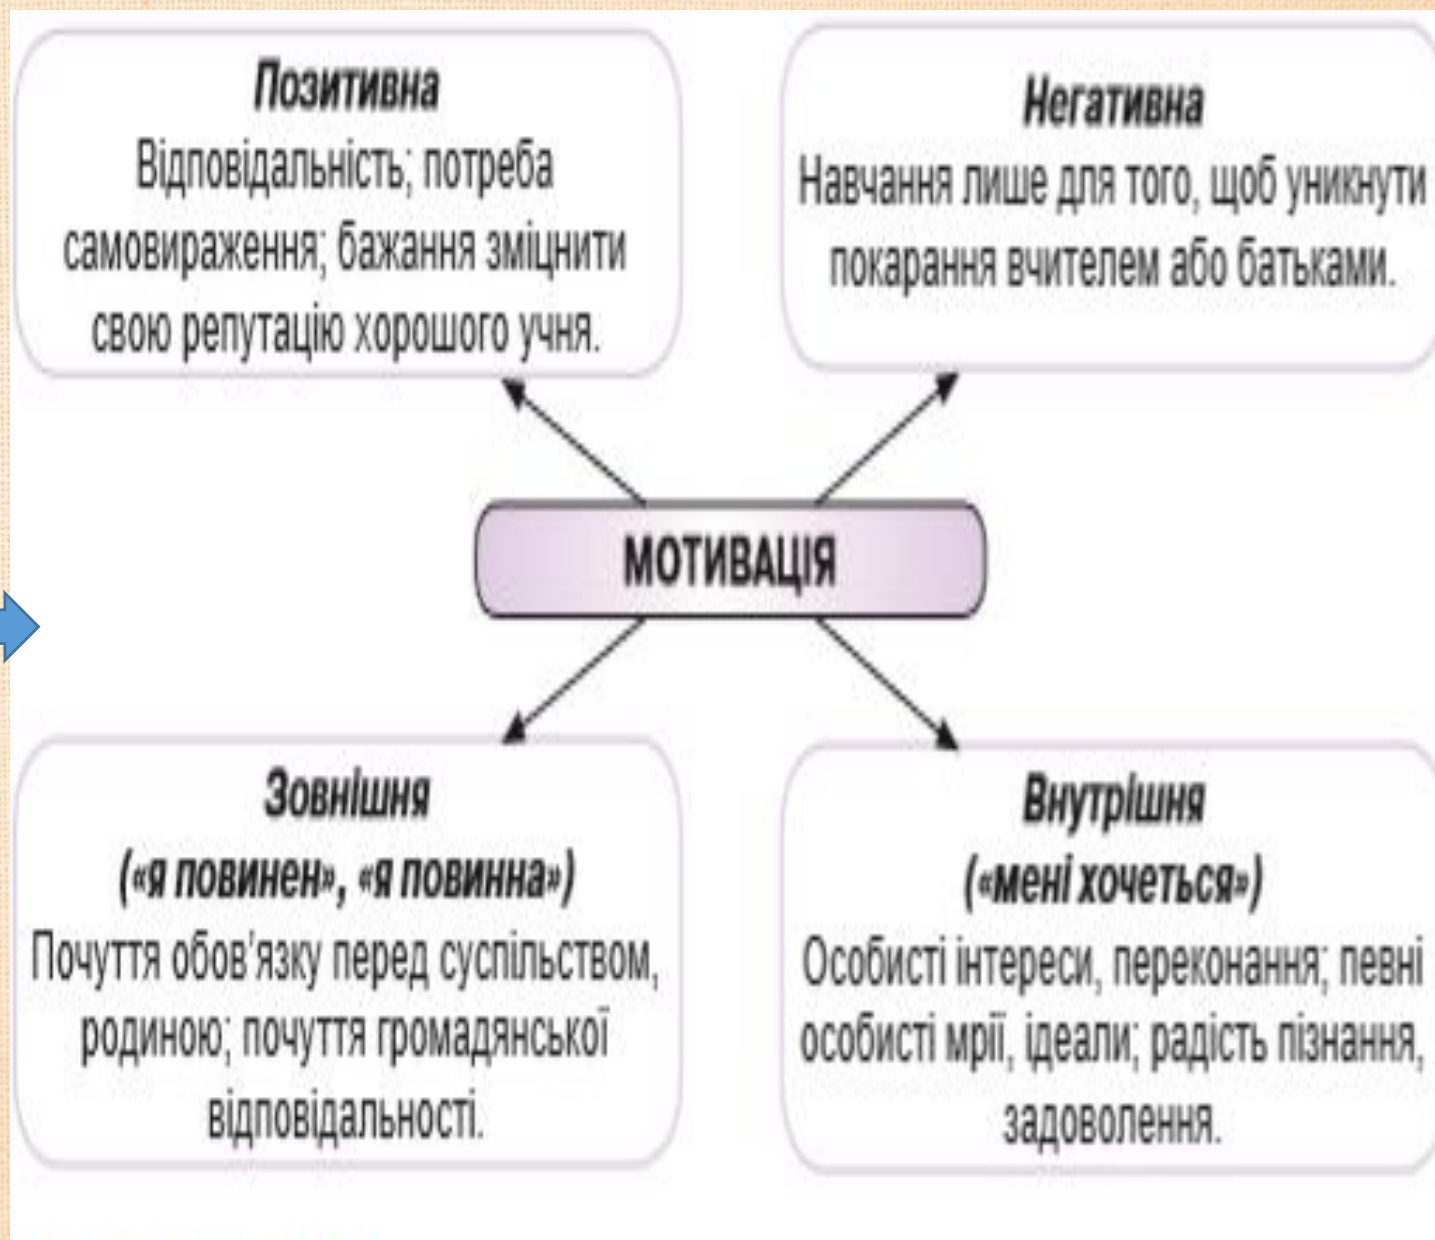 Позитивна
Відповідальність; потреба
самовираження; бажання зміцнити
свою репутацію хорошого учня.
Негативна
Навчання лише для того, щоб уникнути
покарання вчителем або батьками.
МОТИВАЦІЯ
Зовнішня
(«я повинен», «я повинна»)
Почуття обов’язку перед суспільством,
родиною; почуття громадянської
відповідальності.
Внутрішня
(«мені хочеться»)
Особисті інтереси, переконання; певні
особисті мрії, ідеали; радість пізнання,
задоволення.